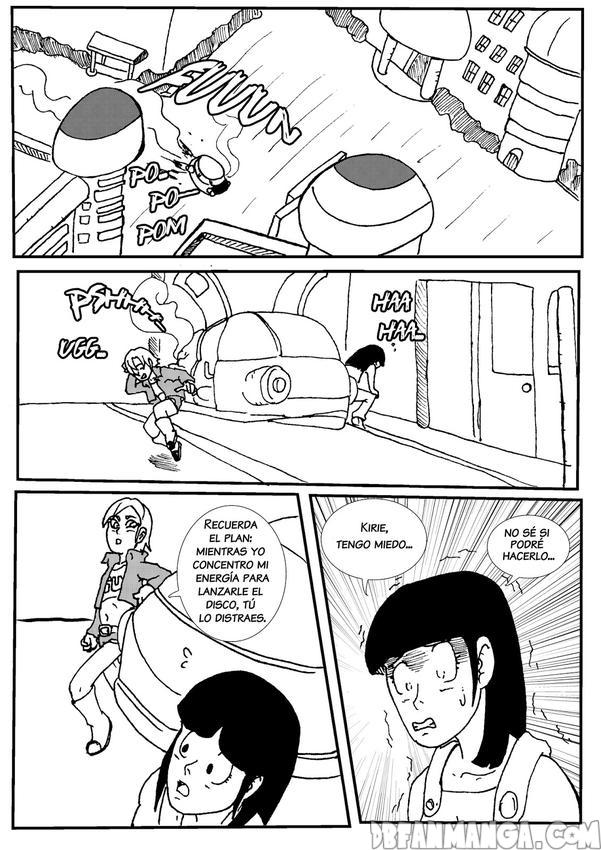 FUUUN
PO-
PO-
POM
PSHHH...
UGG...
HAA
HAA...
RECUERDA
EL PLAN:
MIENTRAS YO
CONCENTRO MI
ENERGÍA PARA
LANZARLE EL
DISCO, TÚ
LO DISTRAES.
KIRIE,
TENGO MIEDO...
NO SÉ SI
PODRÉ
HACERLO...
DBFANMANGA.COM